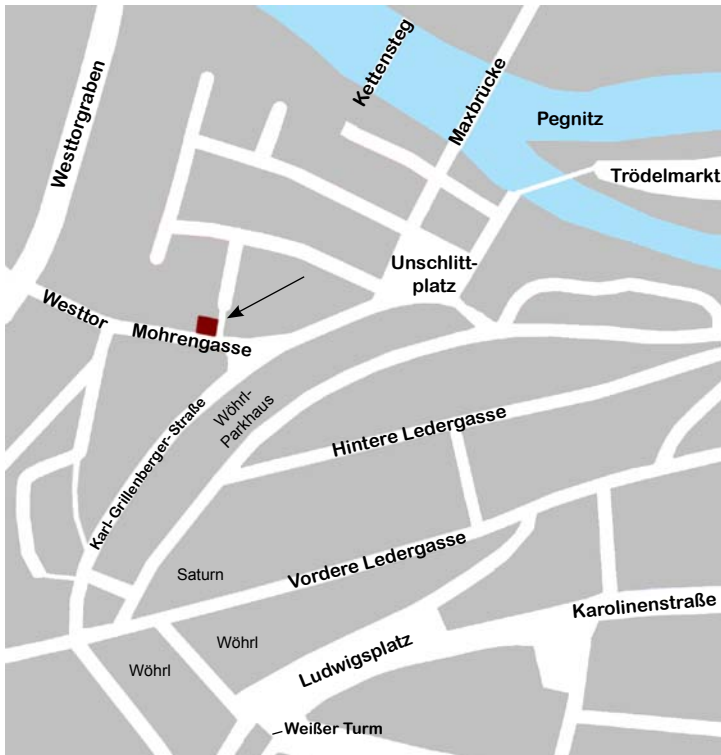 Kettensteg
Maxbrücke
Westtorgraben
Pegnitz
Trödelmarkt
Unschlitt-
platz
Westtor
Mohrengasse
Wöhrl-
Parkhaus
Karl-Grillenberger-Straße
Hintere Ledergasse
Vordere Ledergasse
Saturn
Karolinenstraße
Wöhrl
Wöhrl
Ludwigsplatz
Weißer Turm